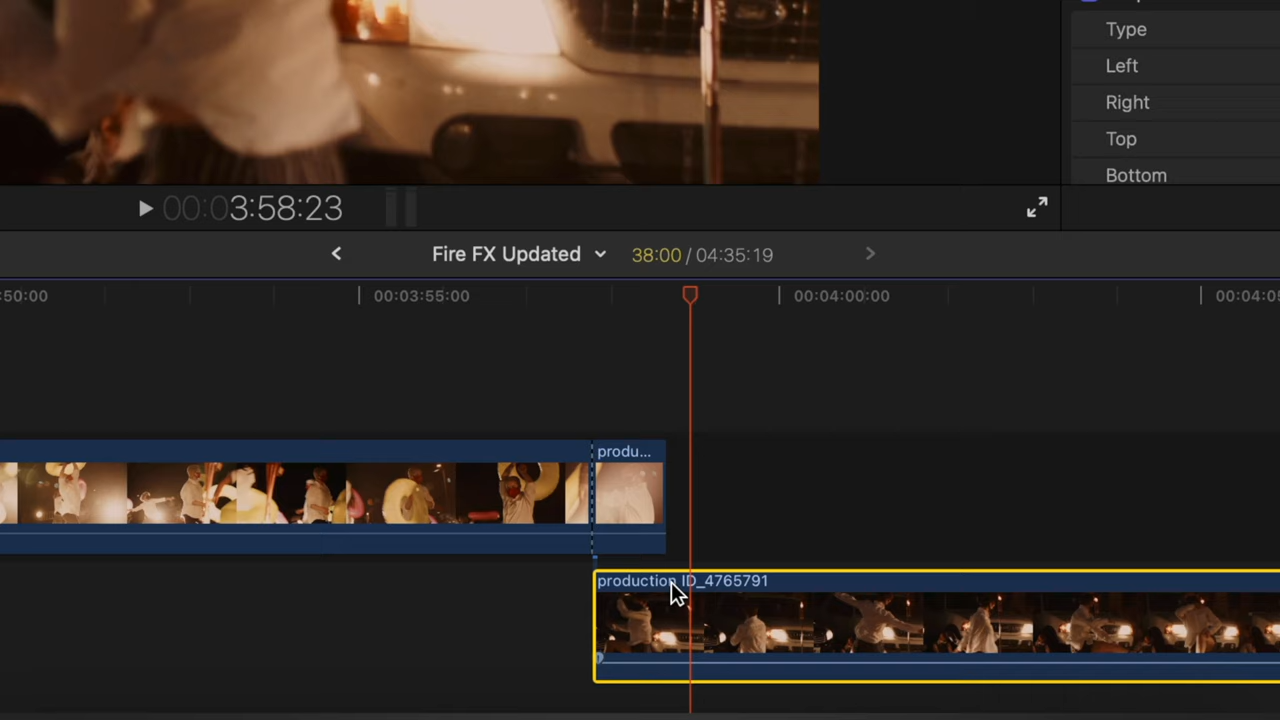 Type
Left
Right
Top
Bottom
00:03:58:23
Fire FX Updated 38:00 / 04:35:19
:50:00 00:03:55:00 00:04:00:00 00:04:05
produ...
production ID_4765791